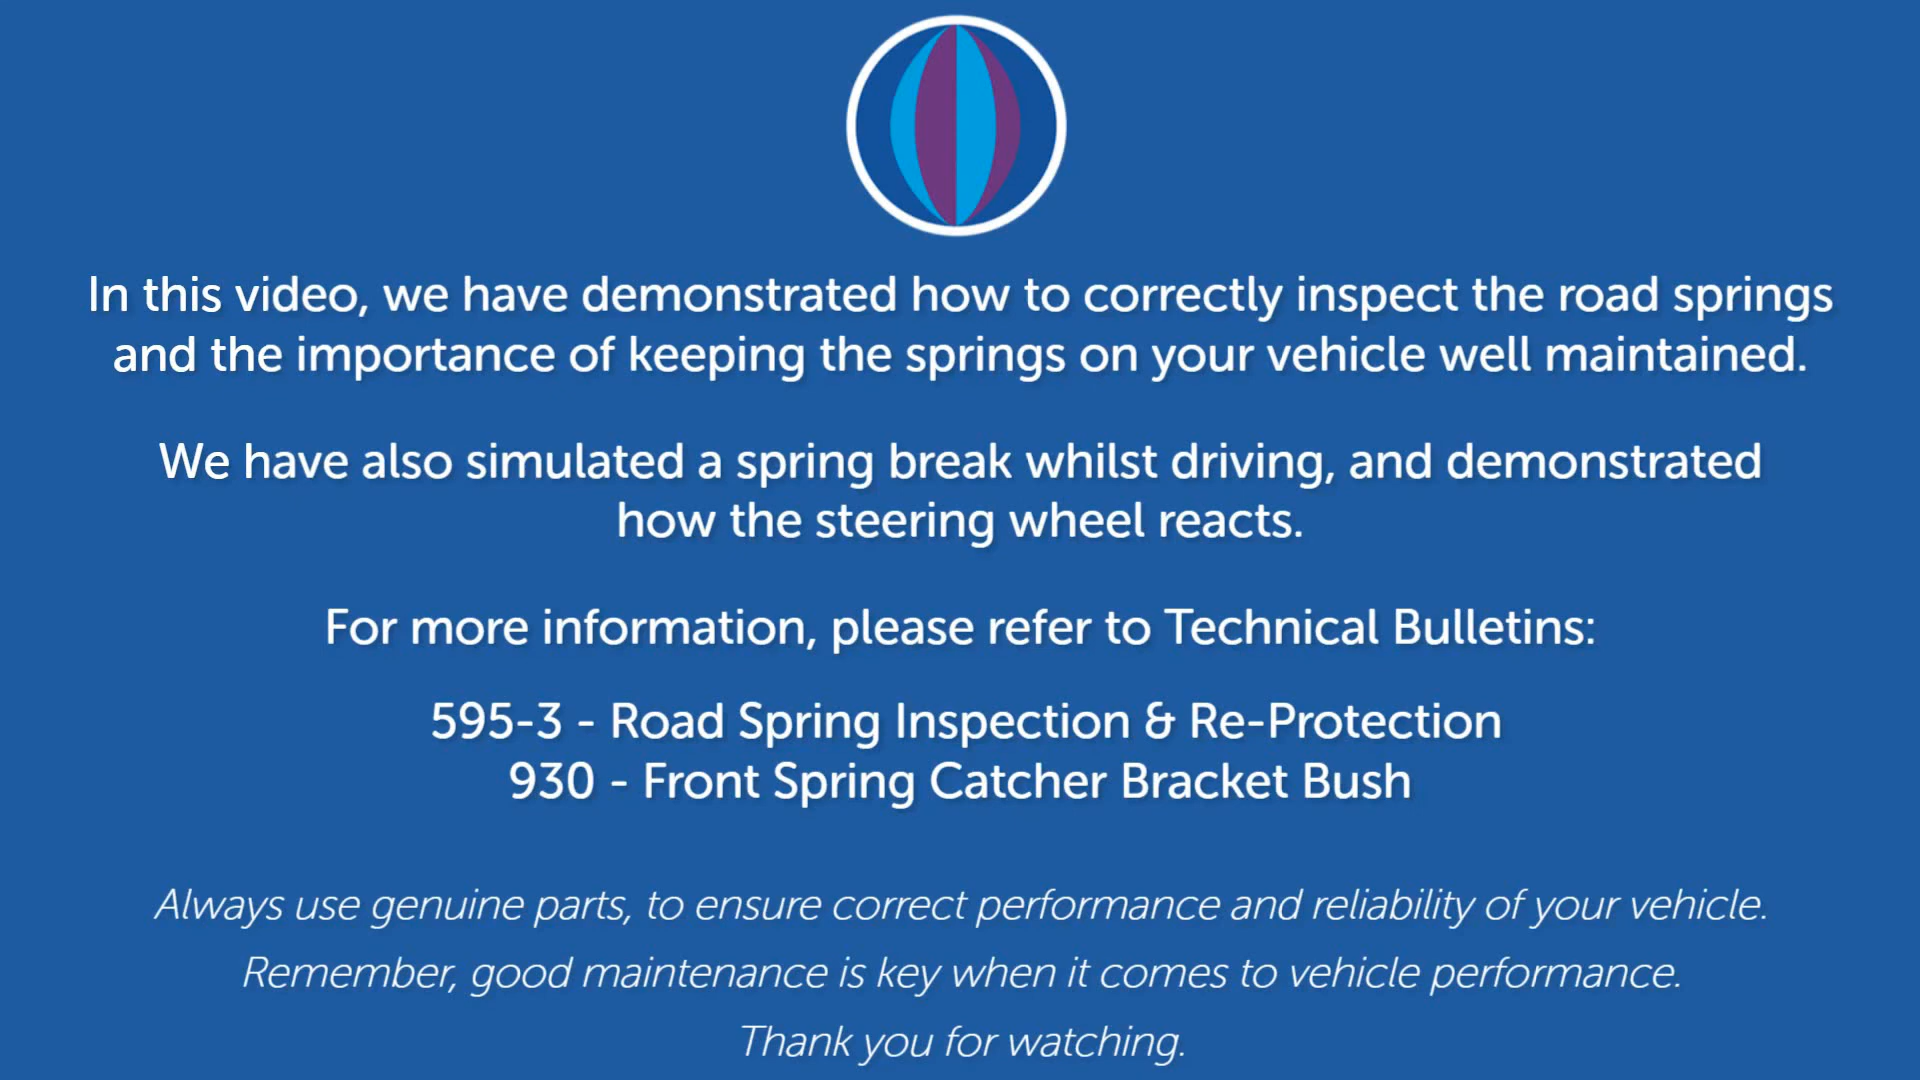 In this video, we have demonstrated how to correctly inspect the road springs
and the importance of keeping the springs on your vehicle well maintained.
We have also simulated a spring break whilst driving, and demonstrated
how the steering wheel reacts.
For more information, please refer to Technical Bulletins:
595-3 - Road Spring Inspection & Re-Protection
930 - Front Spring Catcher Bracket Bush
Always use genuine parts, to ensure correct performance and reliability of your vehicle.
Remember, good maintenance is key when it comes to vehicle performance.
Thank you for watching.